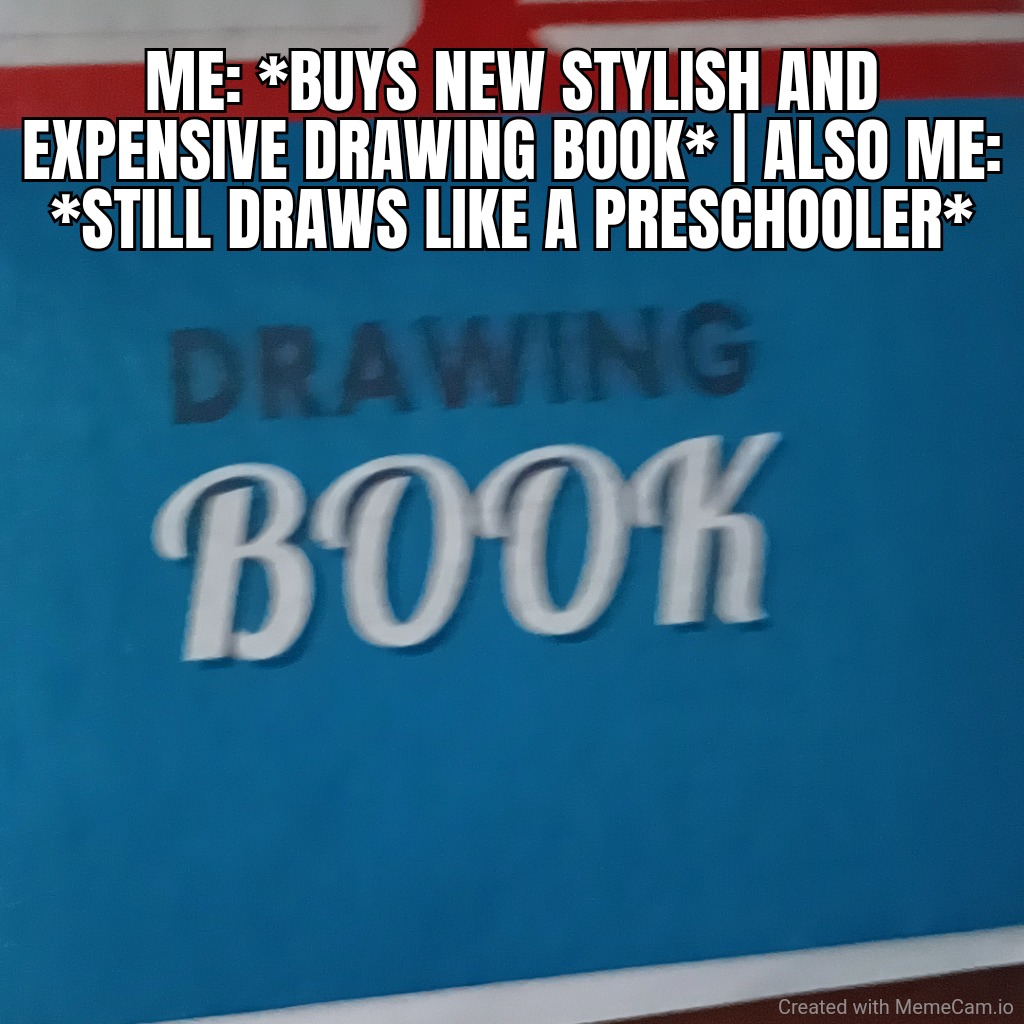 ME: *BUYS NEW STYLISH AND
EXPENSIVE DRAWING BOOK* | ALSO ME:
*STILL DRAWS LIKE A PRESCHOOLER*
DRAWING
BOOK
Created with MemeCam.io